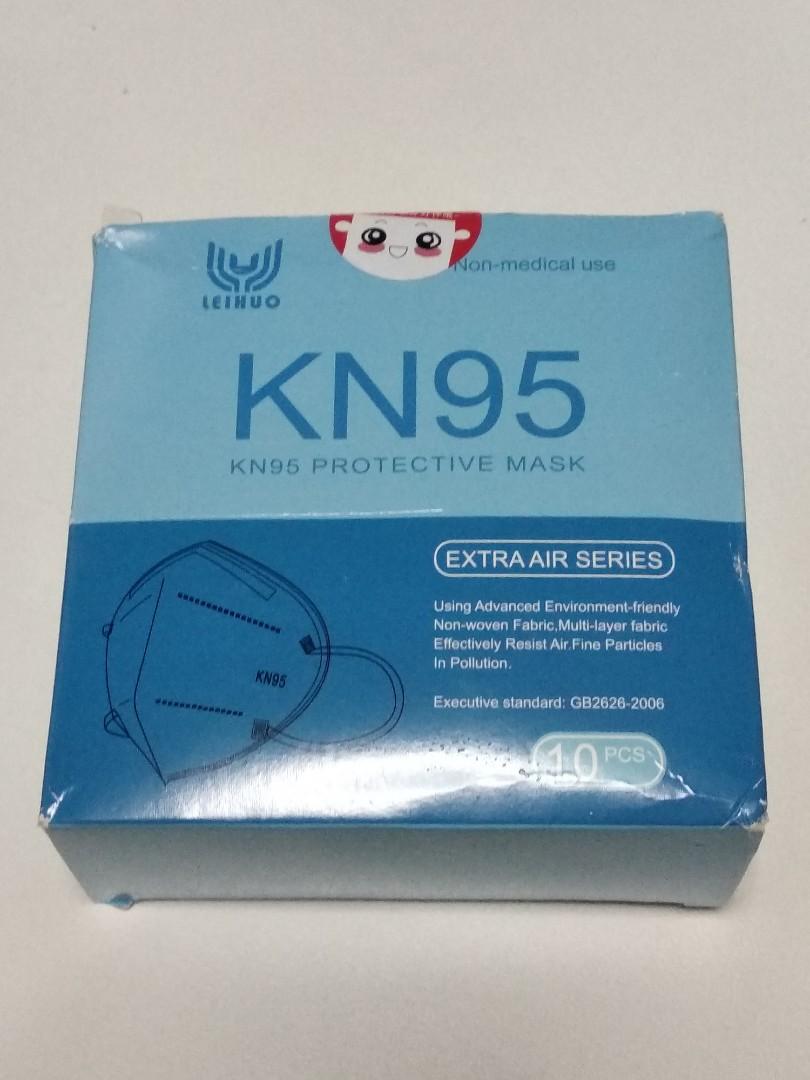 LEIHUO
Non-medical use
KN95
KN95 PROTECTIVE MASK
EXTRA AIR SERIES
Using Advanced Environment-friendly
Non-woven Fabric,Multi-layer fabric
Effectively Resist Air.Fine Particles
In Pollution.
KN95
Executive standard: GB2626-2006
10 PCS